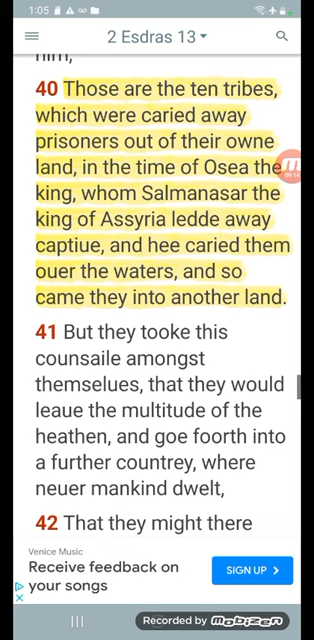 1:05
2 Esdras 13
him,
40 Those are the ten tribes,
which were caried away
prisoners out of their owne
land, in the time of Osea the
king, whom Salmanasar the
king of Assyria ledde away
captiue, and hee caried them
ouer the waters, and so
came they into another land.
41 But they tooke this
counsaile amongst
themselues, that they would
leaue the multitude of the
heathen, and goe foorth into
a further countrey, where
neuer mankind dwelt,
42 That they might there
Venice Music
Receive feedback on
your songs
SIGN UP
Recorded by Mobizen